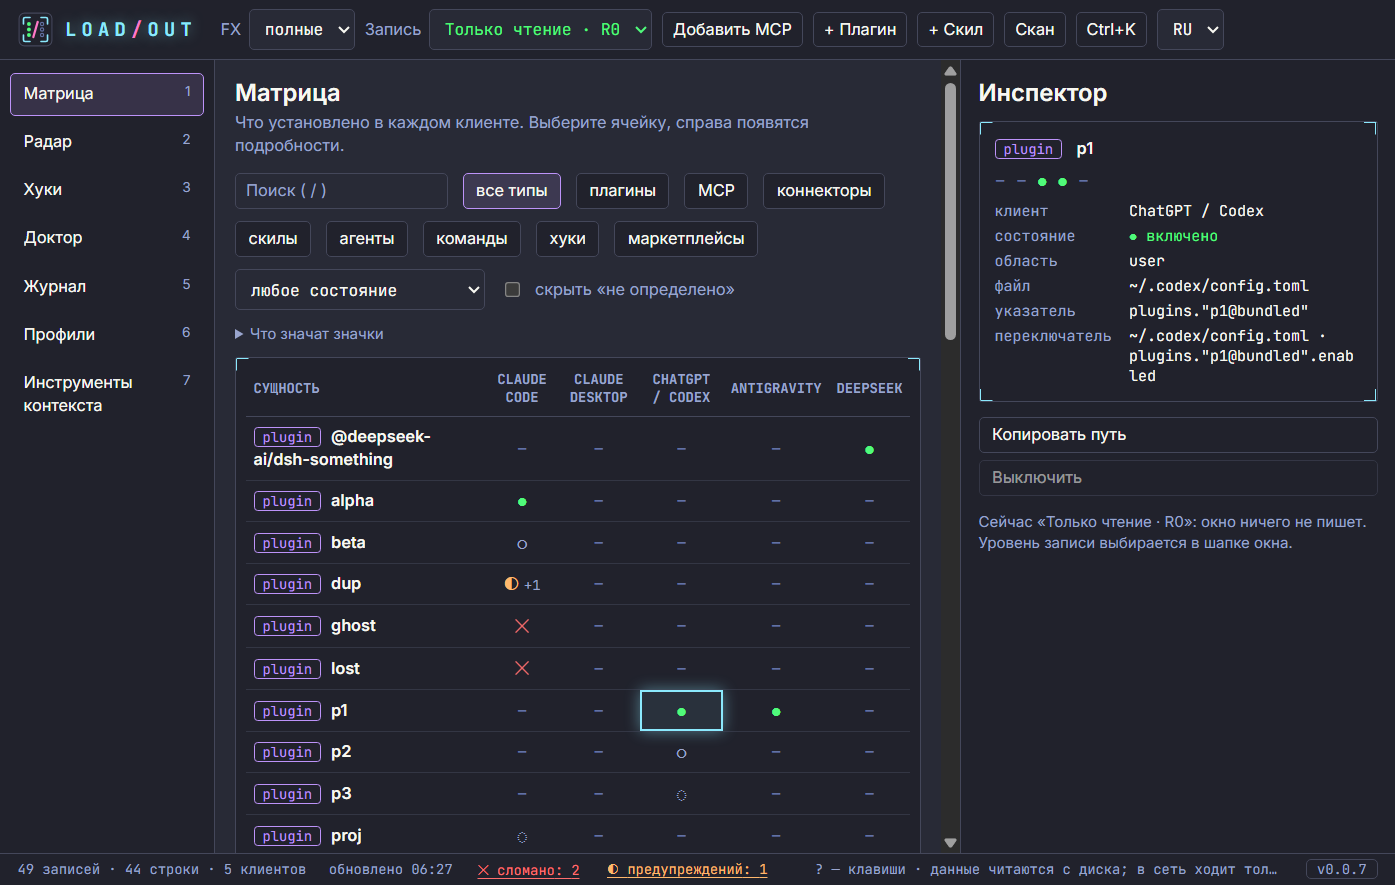 LOAD/OUT FX полные Запись Только чтение · R0 Добавить MCP + Плагин + Скил Скан Ctrl+K RU
Матрица 1
Радар 2
Хуки 3
Доктор 4
Журнал 5
Профили 6
Инструменты контекста 7
Матрица
Что установлено в каждом клиенте. Выберите ячейку, справа появятся
подробности.
Поиск ( / ) все типы плагины MCP коннекторы
скилы агенты команды хуки маркетплейсы
любое состояние скрыть «не определено»
▶ Что значат значки
СУЩНОСТЬ CLAUDE CODE CLAUDE DESKTOP CHATGPT / CODEX ANTIGRAVITY DEEPSEEK
plugin @deepseek-
ai/dsh-something – – – – ●
plugin alpha ● – – – –
plugin beta ○ – – – –
plugin dup ◐ +1 – – – –
plugin ghost ✕ – – – –
plugin lost ✕ – – – –
plugin p1 – – ● ● –
plugin p2 – – ○ – –
plugin p3 – – ◌ – –
plugin proj ◌ – – – –
Инспектор
plugin p1
– – ● ● –
клиент ChatGPT / Codex
состояние ● включено
область user
файл ~/.codex/config.toml
указатель plugins."p1@bundled"
переключатель ~/.codex/config.toml ·
plugins."p1@bundled".enab
led
Копировать путь
Выключить
Сейчас «Только чтение · R0»: окно ничего не пишет.
Уровень записи выбирается в шапке окна.
49 записей · 44 строки · 5 клиентов обновлено 06:27 ✕ сломано: 2 ◐ предупреждений: 1 ? – клавиши · данные читаются с диска; в сеть ходит тол… v0.0.7